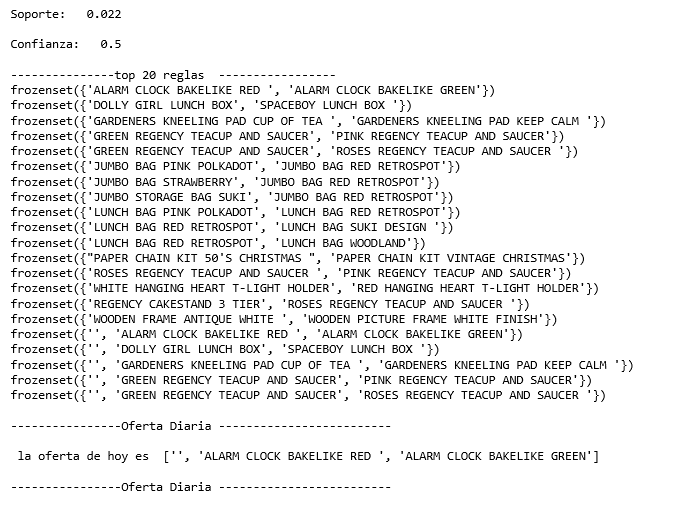 Soporte:   0.022
Confianza:   0.5
---------------top 20 reglas  -----------------
frozenset({'ALARM CLOCK BAKELIKE RED ', 'ALARM CLOCK BAKELIKE GREEN'})
frozenset({'DOLLY GIRL LUNCH BOX', 'SPACEBOY LUNCH BOX '})
frozenset({'GARDENERS KNEELING PAD CUP OF TEA ', 'GARDENERS KNEELING PAD KEEP CALM '})
frozenset({'GREEN REGENCY TEACUP AND SAUCER', 'PINK REGENCY TEACUP AND SAUCER'})
frozenset({'GREEN REGENCY TEACUP AND SAUCER', 'ROSES REGENCY TEACUP AND SAUCER '})
frozenset({'JUMBO BAG PINK POLKADOT', 'JUMBO BAG RED RETROSPOT'})
frozenset({'JUMBO BAG STRAWBERRY', 'JUMBO BAG RED RETROSPOT'})
frozenset({'JUMBO STORAGE BAG SUKI', 'JUMBO BAG RED RETROSPOT'})
frozenset({'LUNCH BAG PINK POLKADOT', 'LUNCH BAG RED RETROSPOT'})
frozenset({'LUNCH BAG RED RETROSPOT', 'LUNCH BAG SUKI DESIGN '})
frozenset({'LUNCH BAG RED RETROSPOT', 'LUNCH BAG WOODLAND'})
frozenset({"PAPER CHAIN KIT 50'S CHRISTMAS ", 'PAPER CHAIN KIT VINTAGE CHRISTMAS'})
frozenset({'ROSES REGENCY TEACUP AND SAUCER ', 'PINK REGENCY TEACUP AND SAUCER'})
frozenset({'WHITE HANGING HEART T-LIGHT HOLDER', 'RED HANGING HEART T-LIGHT HOLDER'})
frozenset({'REGENCY CAKESTAND 3 TIER', 'ROSES REGENCY TEACUP AND SAUCER '})
frozenset({'WOODEN FRAME ANTIQUE WHITE ', 'WOODEN PICTURE FRAME WHITE FINISH'})
frozenset({'', 'ALARM CLOCK BAKELIKE RED ', 'ALARM CLOCK BAKELIKE GREEN'})
frozenset({'', 'DOLLY GIRL LUNCH BOX', 'SPACEBOY LUNCH BOX '})
frozenset({'', 'GARDENERS KNEELING PAD CUP OF TEA ', 'GARDENERS KNEELING PAD KEEP CALM '})
frozenset({'', 'GREEN REGENCY TEACUP AND SAUCER', 'PINK REGENCY TEACUP AND SAUCER'})
frozenset({'', 'GREEN REGENCY TEACUP AND SAUCER', 'ROSES REGENCY TEACUP AND SAUCER '})
----------------Oferta Diaria -------------------------
la oferta de hoy es  ['', 'ALARM CLOCK BAKELIKE RED ', 'ALARM CLOCK BAKELIKE GREEN']
----------------Oferta Diaria -------------------------